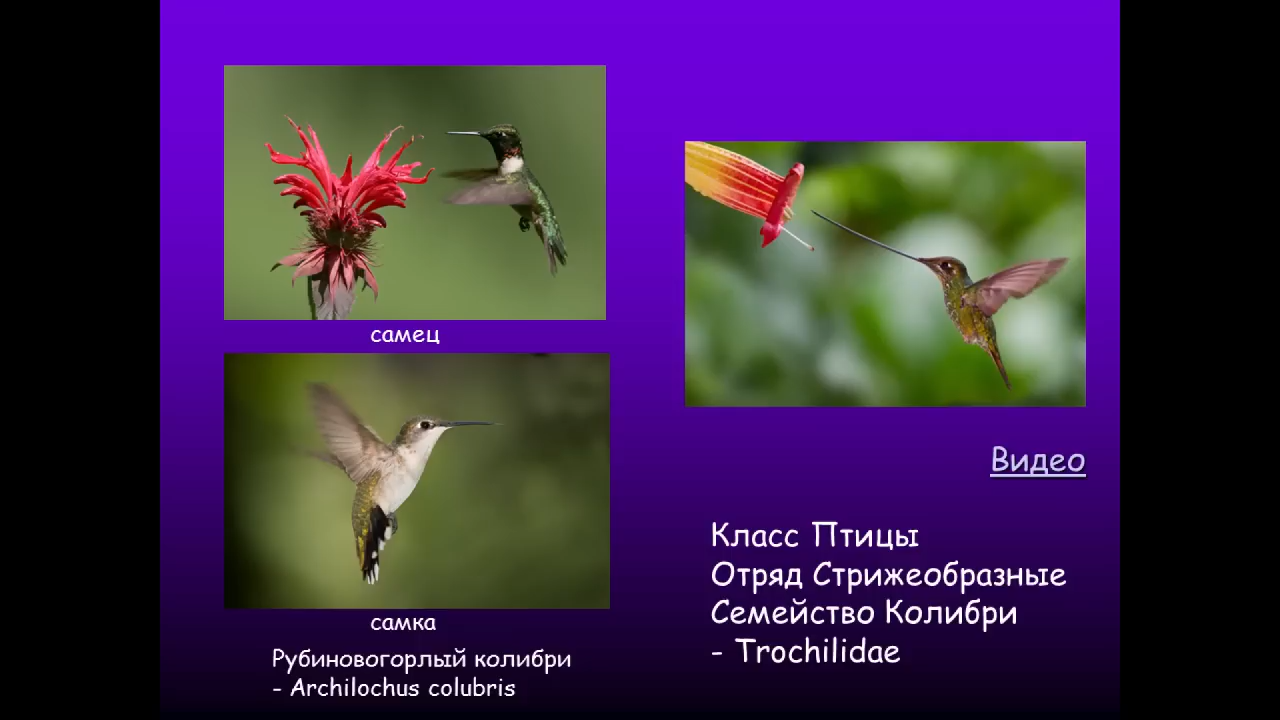 самец
самка
Рубиновогорлый колибри
- Archilochus colubris
Видео
Класс Птицы
Отряд Стрижеобразные
Семейство Колибри
- Trochilidae